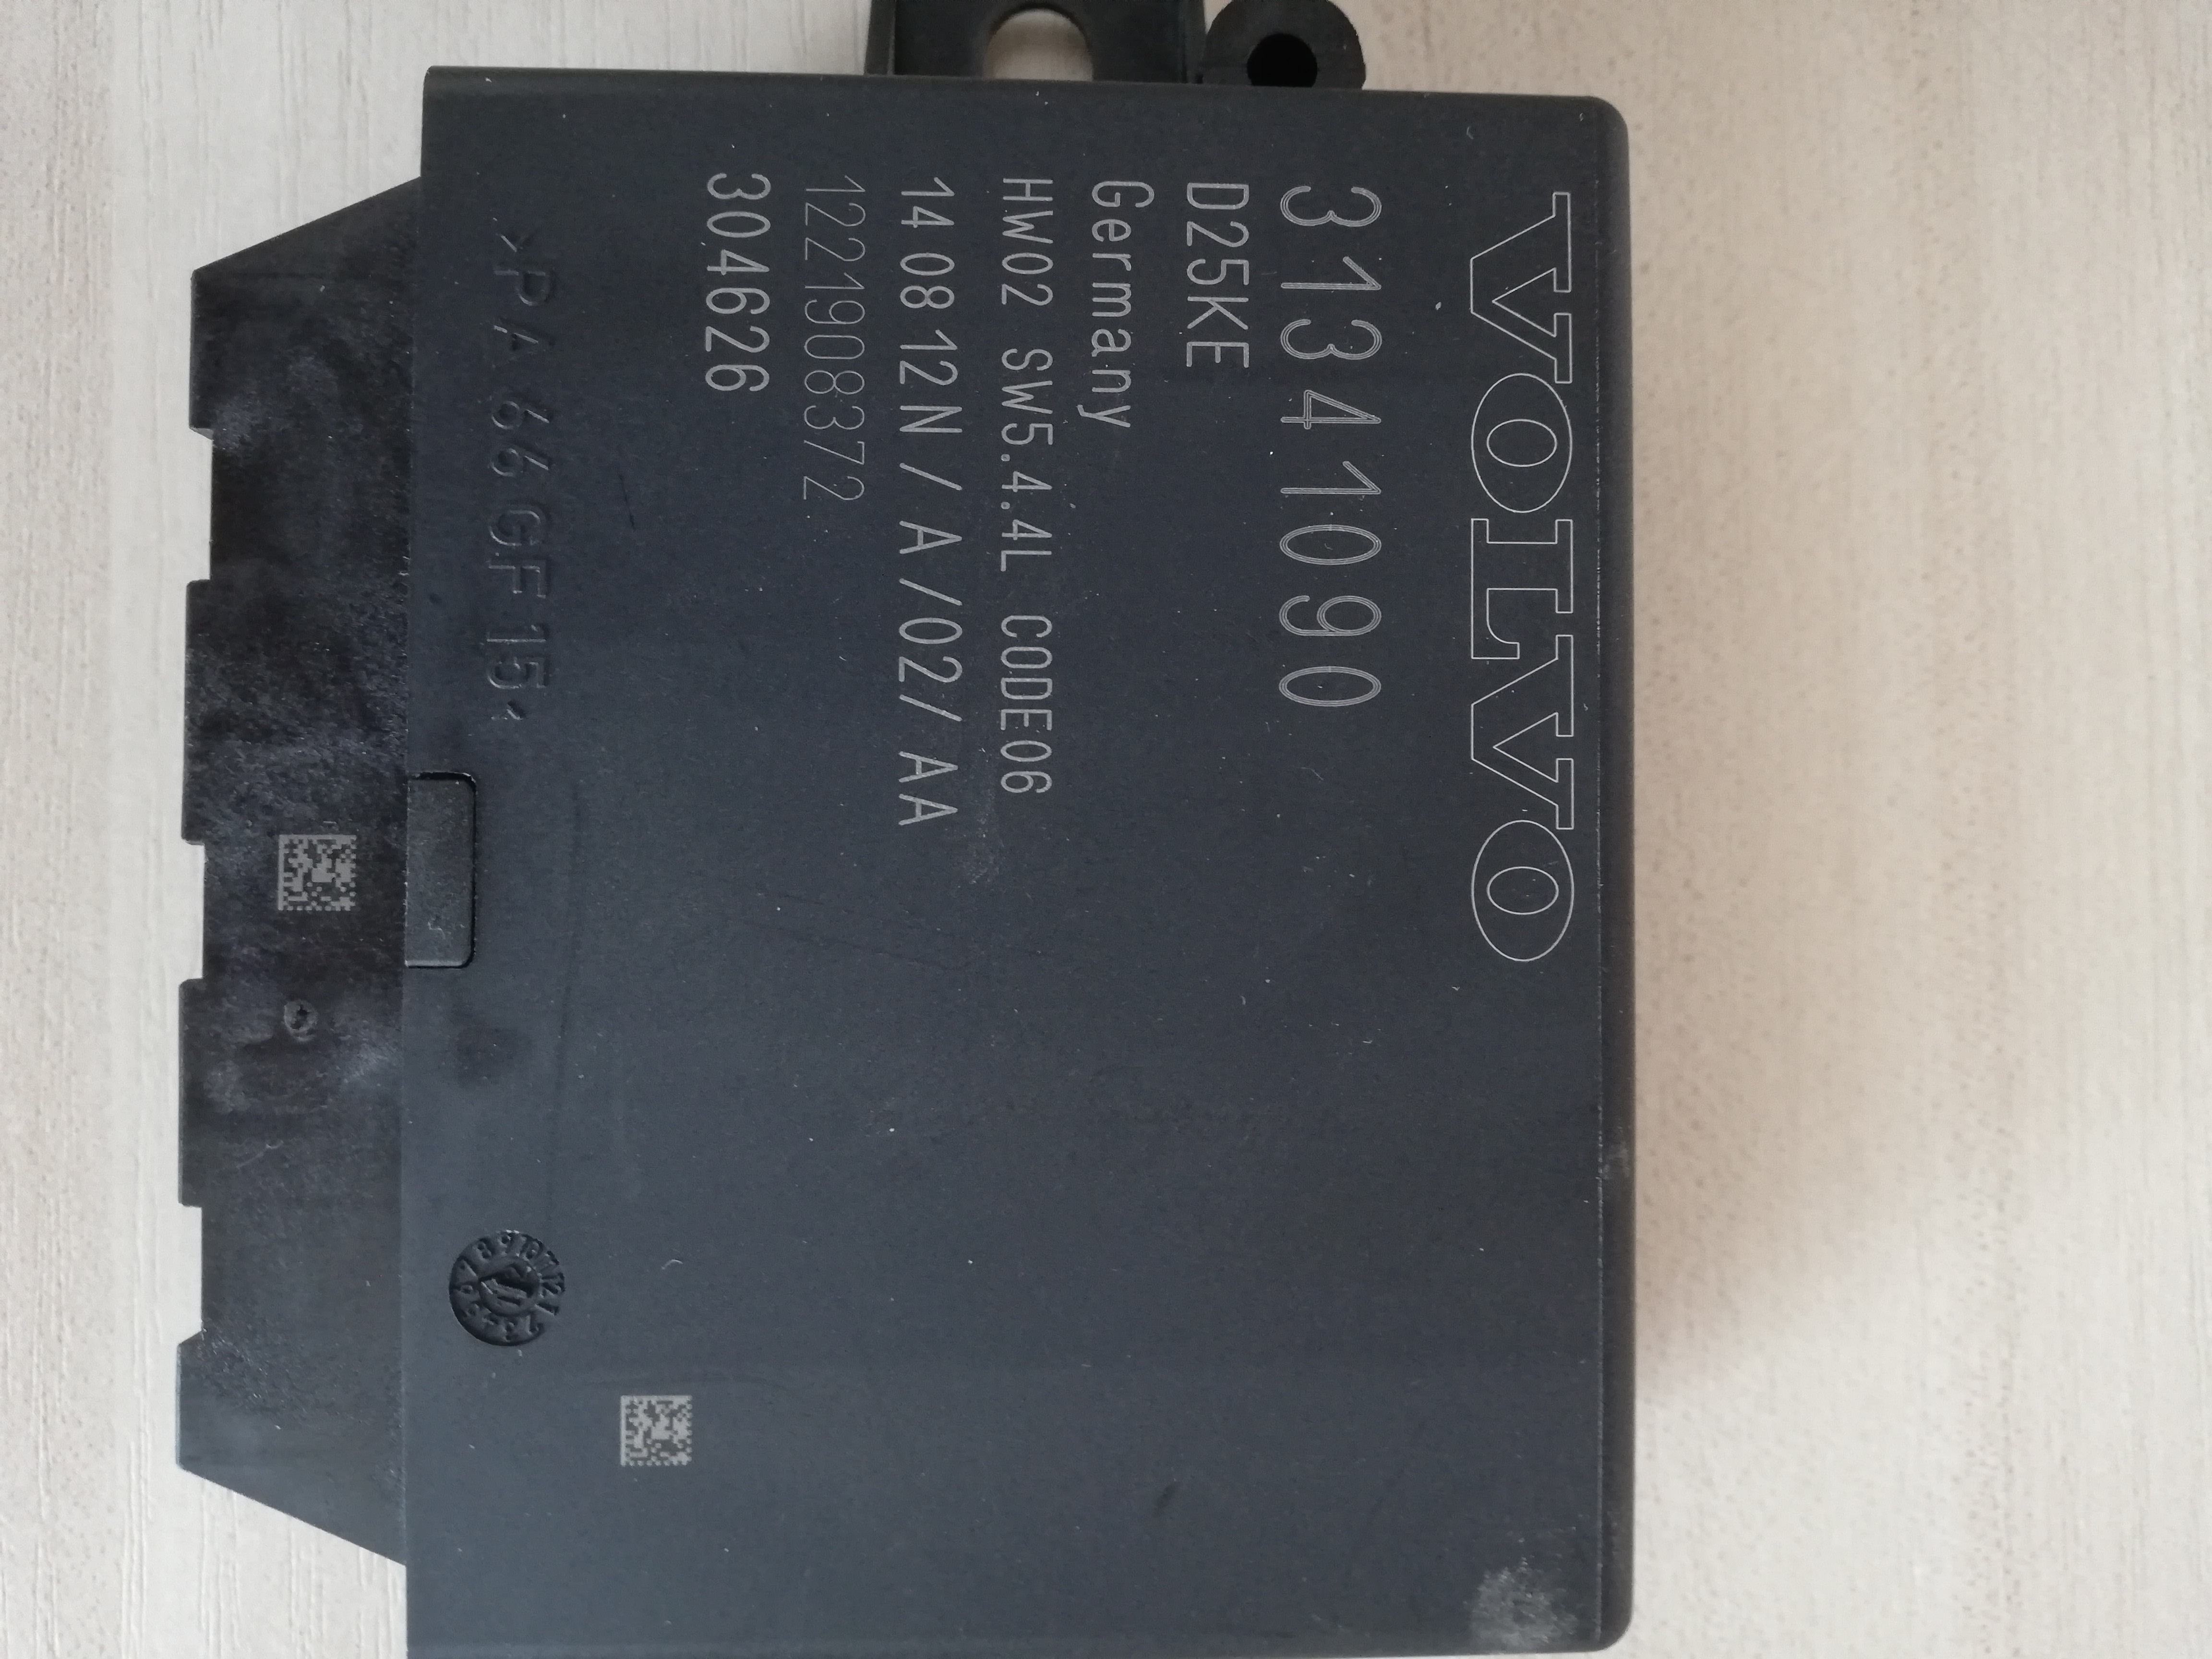 VOLVO
31341090
D25KE
Germany
HW02 SW5.4.4L CODE06
14 08 12 N / A /02/ AA
1221908372
304626
>PA 66 GF 15<